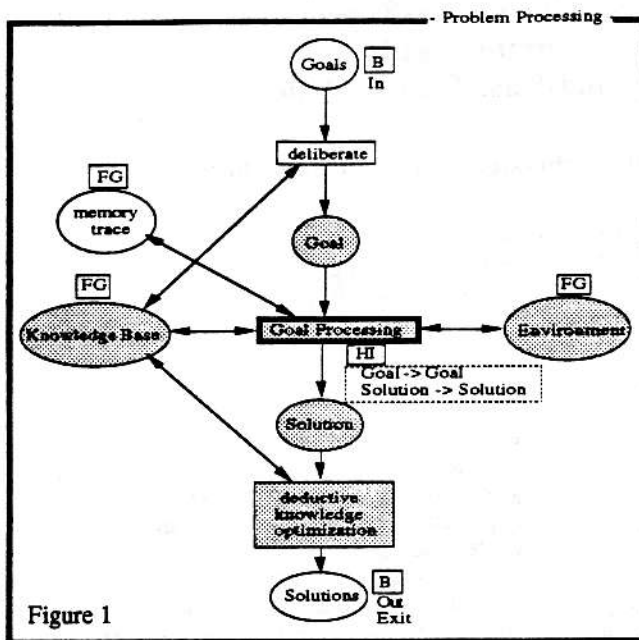 Problem Processing
Goals
B
In
deliberate
FG
memory
trace
Goal
FG
Knowledge Base
Goal Processing
FG
Environment
HI
Goal -> Goal
Solution -> Solution
Solution
deductive
knowledge
optimization
Solutions
B
Out
Exit
Figure 1